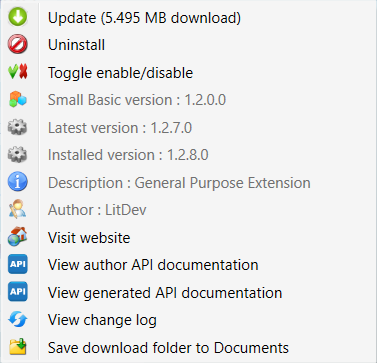 Update (5.495 MB download)
Uninstall
Toggle enable/disable
Small Basic version : 1.2.0.0
Latest version : 1.2.7.0
Installed version : 1.2.8.0
Description : General Purpose Extension
Author : LitDev
Visit website
API View author API documentation
API View generated API documentation
View change log
Save download folder to Documents